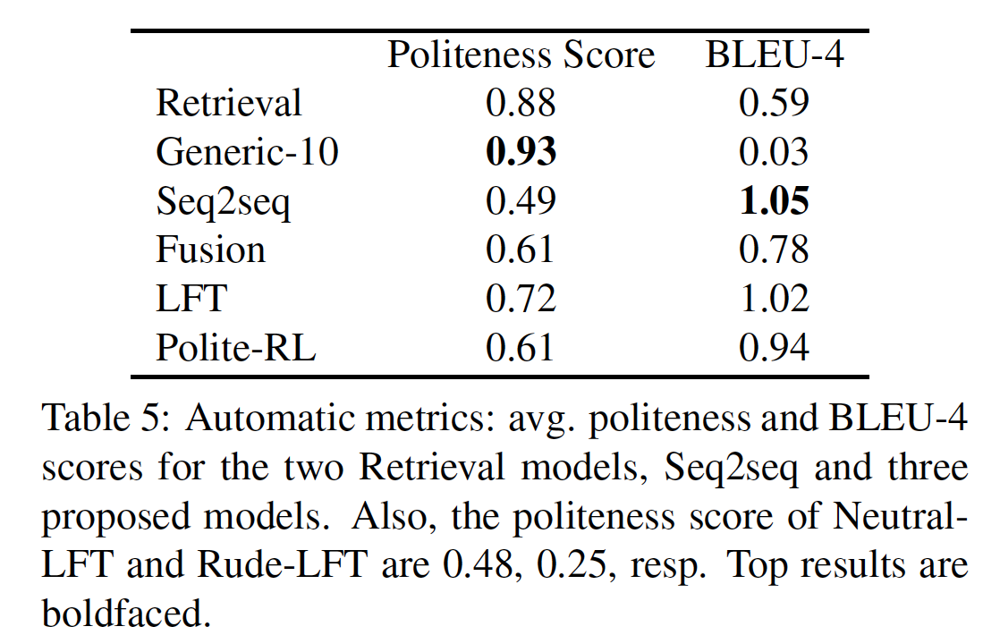 Politeness Score BLEU-4
Retrieval 0.88 0.59
Generic-10 0.93 0.03
Seq2seq 0.49 1.05
Fusion 0.61 0.78
LFT 0.72 1.02
Polite-RL 0.61 0.94
Table 5: Automatic metrics: avg. politeness and BLEU-4
scores for the two Retrieval models, Seq2seq and three
proposed models. Also, the politeness score of Neutral-
LFT and Rude-LFT are 0.48, 0.25, resp. Top results are
boldfaced.